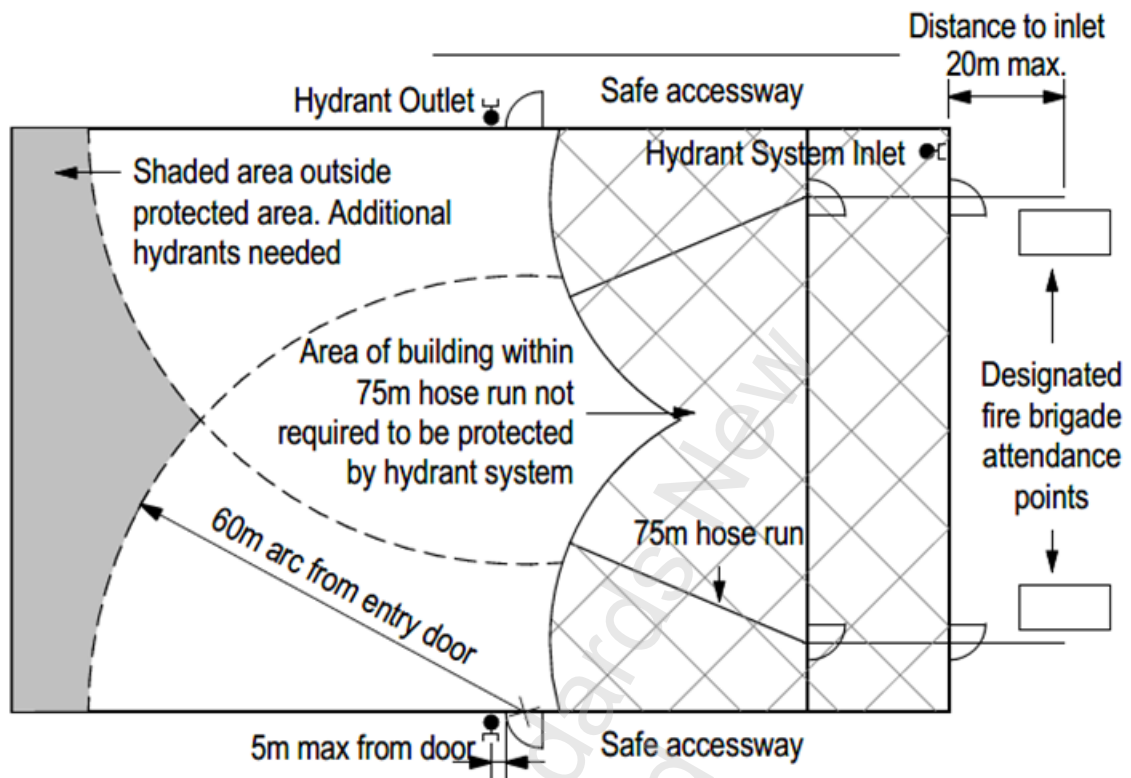 Distance to inlet
20m max.
Hydrant Outlet
Safe accessway
Hydrant System Inlet
Shaded area outside
protected area. Additional
hydrants needed
Area of building within
75m hose run not
required to be protected
by hydrant system
Designated
fire brigade
attendance
points
60m arc from entry door
75m hose run
5m max from door
Safe accessway
dards New